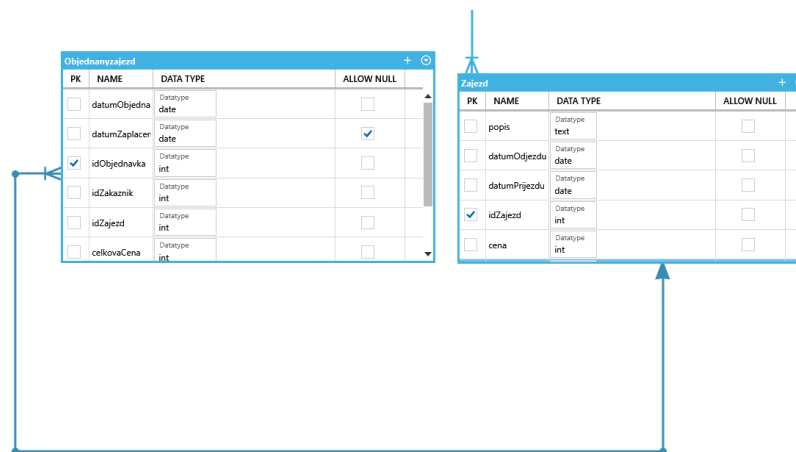 Objednanyzajezd
PK NAME DATA TYPE ALLOW NULL
datumObjedna Datatype date
datumZaplacen Datatype date
idObjednavka Datatype int
idZakaznik Datatype int
idZajezd Datatype int
celkovaCena Datatype int
Zajezd
PK NAME DATA TYPE ALLOW NULL
popis Datatype text
datumOdjezdu Datatype date
datumPrijezdu Datatype date
idZajezd Datatype int
cena Datatype int